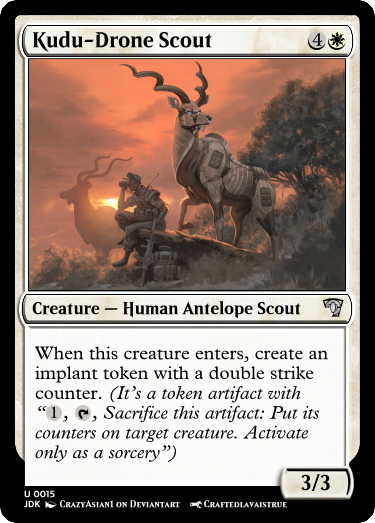 Kudu-Drone Scout 4
Creature — Human Antelope Scout
When this creature enters, create an
implant token with a double strike
counter. (It's a token artifact with
“1, , Sacrifice this artifact: Put its
counters on target creature. Activate
only as a sorcery”)
3/3
U 0015
JDK CrazyAsian1 on Deviantart Craftedlavaistrue